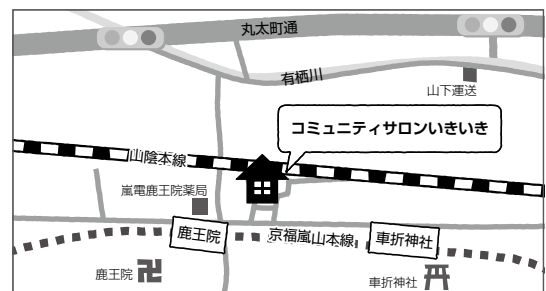 丸太町通
有栖川
山下運送
コミュニティサロンいきいき
山陰本線
嵐電鹿王院薬局
鹿王院
京福嵐山本線
車折神社
鹿王院
車折神社